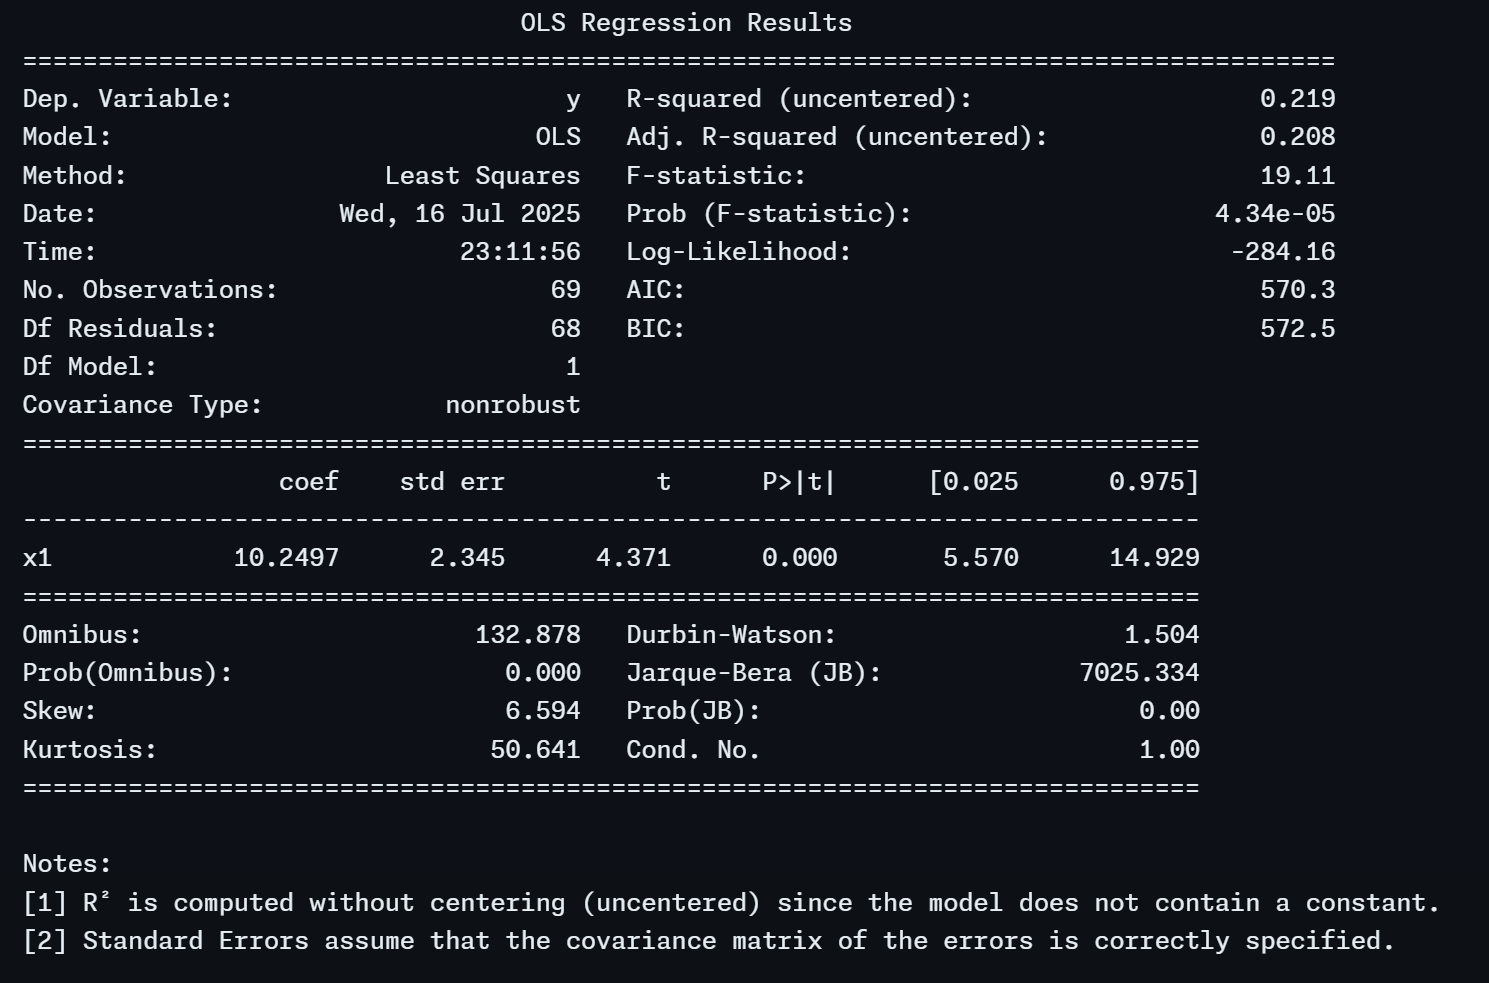 OLS Regression Results
=======================================================================================
Dep. Variable:                      y   R-squared (uncentered):                   0.219
Model:                            OLS   Adj. R-squared (uncentered):              0.208
Method:                 Least Squares   F-statistic:                              19.11
Date:                Wed, 16 Jul 2025   Prob (F-statistic):                    4.34e-05
Time:                        23:11:56   Log-Likelihood:                         -284.16
No. Observations:                  69   AIC:                                      570.3
Df Residuals:                      68   BIC:                                      572.5
Df Model:                           1
Covariance Type:            nonrobust
==============================================================================
                 coef    std err          t      P>|t|      [0.025      0.975]
------------------------------------------------------------------------------
x1            10.2497      2.345      4.371      0.000       5.570      14.929
==============================================================================
Omnibus:                      132.878   Durbin-Watson:                   1.504
Prob(Omnibus):                  0.000   Jarque-Bera (JB):             7025.334
Skew:                           6.594   Prob(JB):                         0.00
Kurtosis:                      50.641   Cond. No.                         1.00
==============================================================================
Notes:
[1] R² is computed without centering (uncentered) since the model does not contain a constant.
[2] Standard Errors assume that the covariance matrix of the errors is correctly specified.